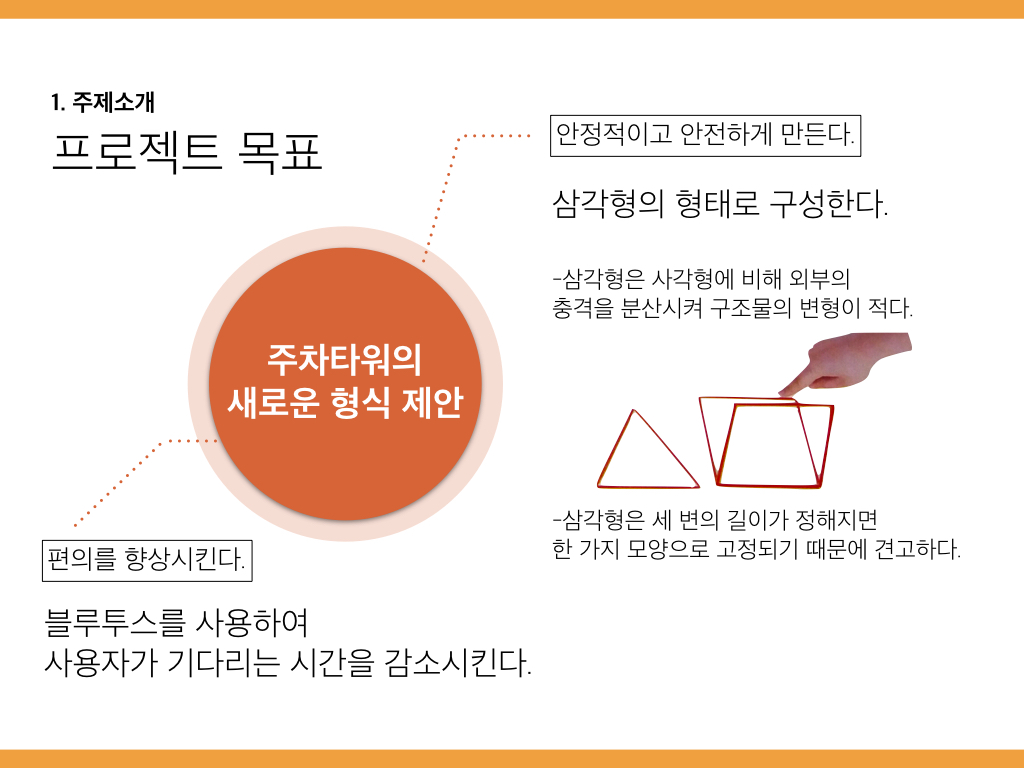 1. 주제소개
프로젝트 목표
안정적이고 안전하게 만든다.
삼각형의 형태로 구성한다.
-삼각형은 사각형에 비해 외부의
충격을 분산시켜 구조물의 변형이 적다.
주차타워의
새로운 형식 제안
-삼각형은 세 변의 길이가 정해지면
한 가지 모양으로 고정되기 때문에 견고하다.
편의를 향상시킨다.
블루투스를 사용하여
사용자가 기다리는 시간을 감소시킨다.